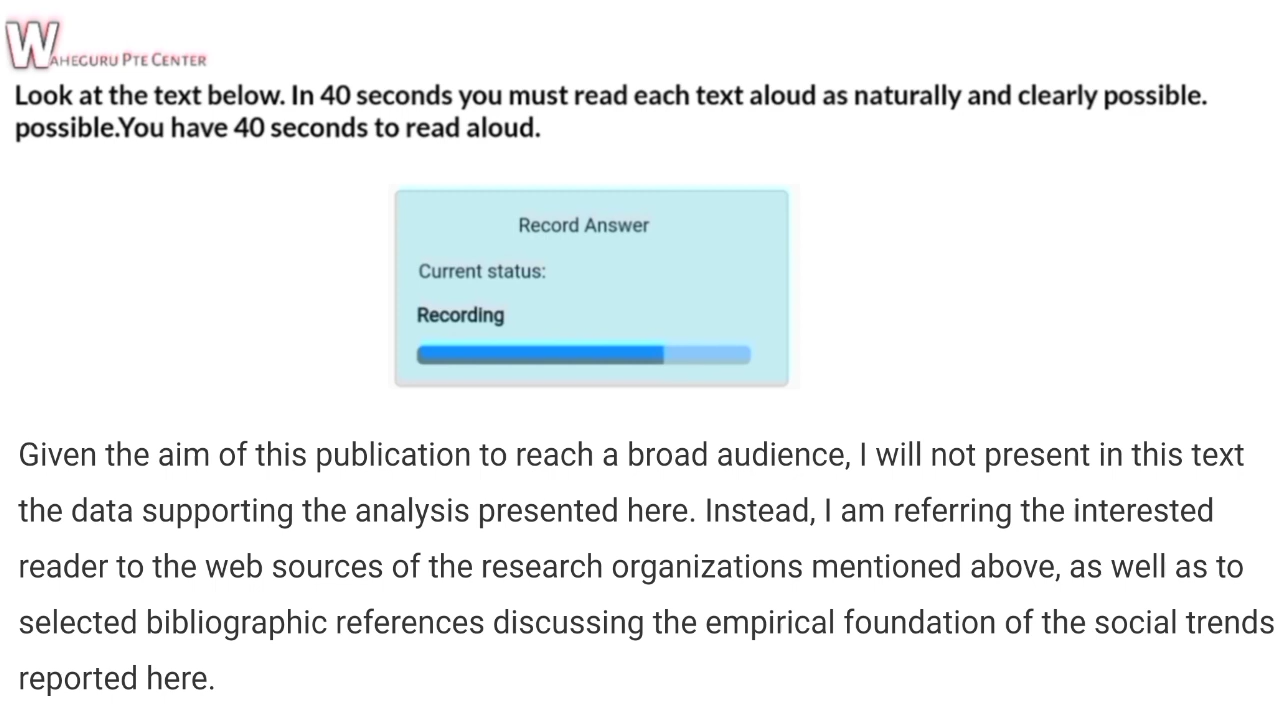 WAHEGURU PTE CENTER
Look at the text below. In 40 seconds you must read each text aloud as naturally and clearly possible.
possible.You have 40 seconds to read aloud.
Record Answer
Current status:
Recording
Given the aim of this publication to reach a broad audience, I will not present in this text
the data supporting the analysis presented here. Instead, I am referring the interested
reader to the web sources of the research organizations mentioned above, as well as to
selected bibliographic references discussing the empirical foundation of the social trends
reported here.